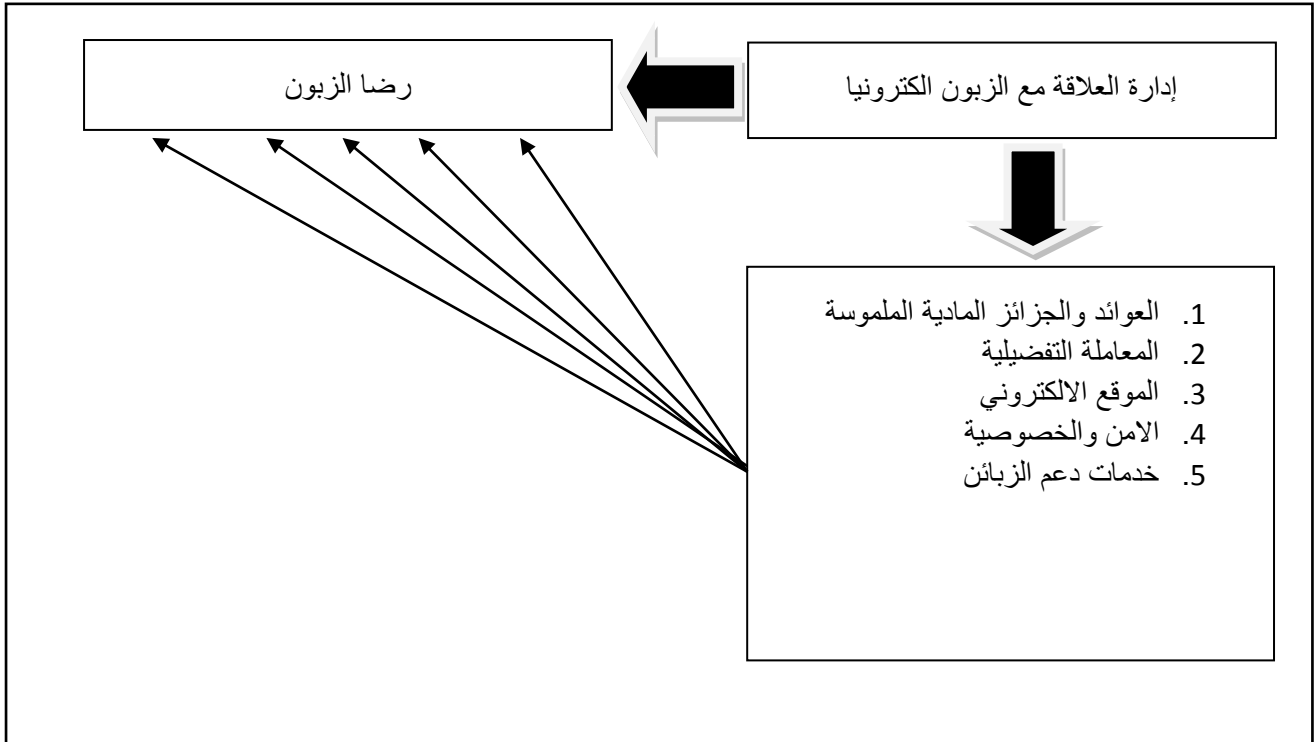 إدارة العلاقة مع الزبون الكترونيا
رضا الزبون
1. العوائد والجزائز المادية الملموسة
2. المعاملة التفضيلية
3. الموقع الالكتروني
4. الامن والخصوصية
5. خدمات دعم الزبائن